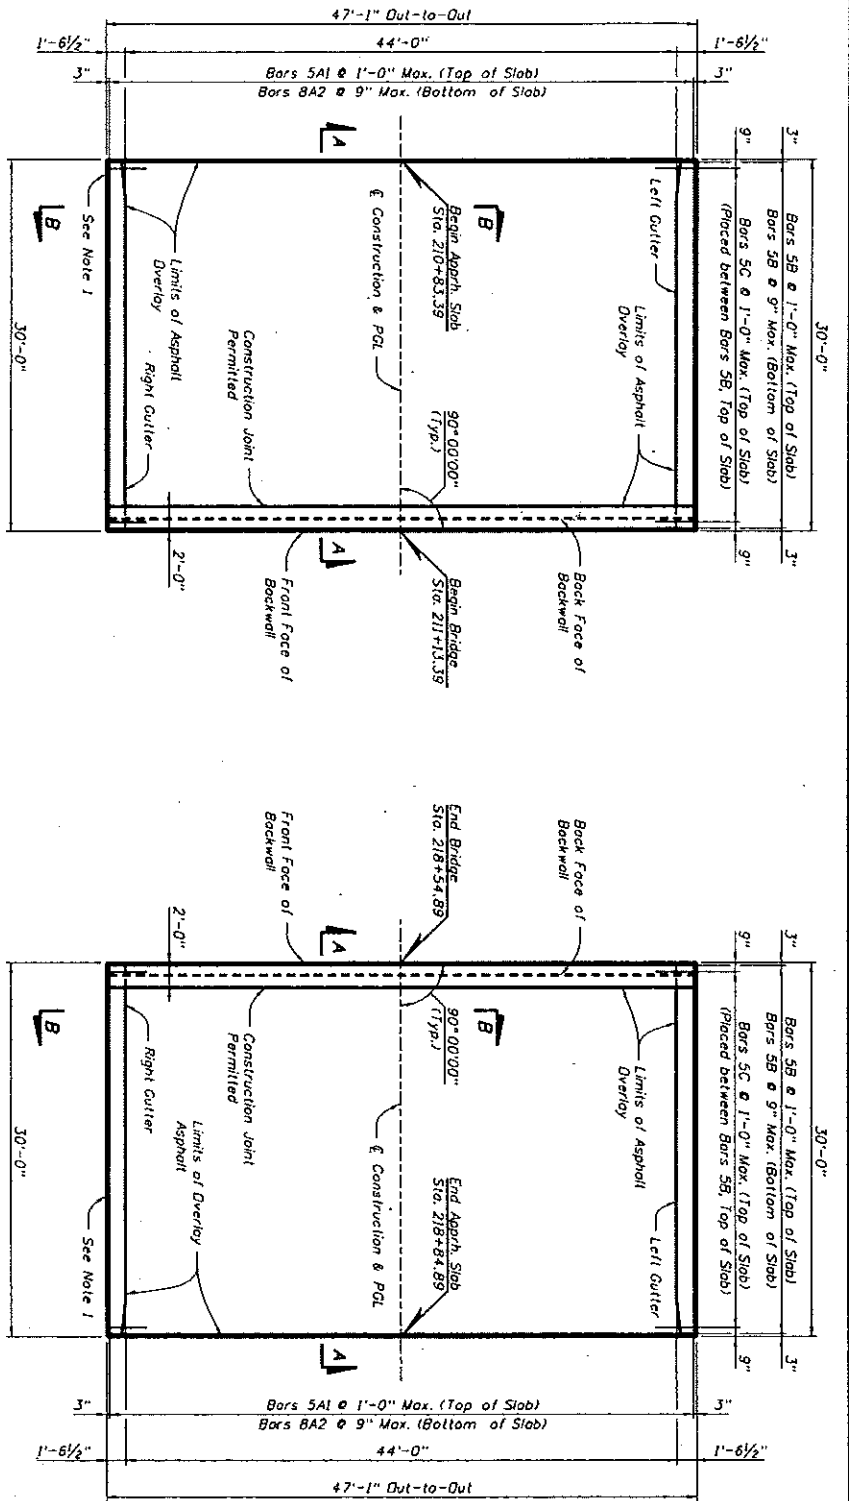 47'-1" Out-to-Out
1'-6½"
44'-0"
1'-6½"
3"
Bars 5A1 @ 1'-0" Max. (Top of Slab)
3"
Bars 8A2 @ 9" Max. (Bottom of Slab)
30'-0"
3"
Bars 5B @ 1'-0" Max. (Top of Slab)
3"
Bars 5B @ 9" Max. (Bottom of Slab)
9"
Bars 5C @ 1'-0" Max. (Top of Slab)
9"
(Placed between Bars 5B, Top of Slab)
Left Gutter
Limits of Asphalt
Overlay
Back Face of
Backwall
B
Begin Apprh. Slab
Sta. 210+83.39
90° 00'00"
(Typ.)
Begin Bridge
Sta. 211+13.39
℄ Construction & PGL
A
A
Construction Joint
Permitted
Front Face of
Backwall
Limits of Asphalt
Overlay
Right Gutter
2'-0"
See Note 1
B
30'-0"
30'-0"
3"
Bars 5B @ 1'-0" Max. (Top of Slab)
3"
Bars 5B @ 9" Max. (Bottom of Slab)
9"
Bars 5C @ 1'-0" Max. (Top of Slab)
9"
(Placed between Bars 5B, Top of Slab)
Back Face of
Backwall
Limits of Asphalt
Overlay
Left Gutter
End Bridge
Sta. 218+54.89
B
90° 00'00"
(Typ.)
End Apprh. Slab
Sta. 218+84.89
℄ Construction & PGL
A
A
Front Face of
Backwall
Construction Joint
Permitted
2'-0"
Right Gutter
Limits of Overlay
Asphalt
See Note 1
B
30'-0"
3"
Bars 5A1 @ 1'-0" Max. (Top of Slab)
3"
Bars 8A2 @ 9" Max. (Bottom of Slab)
1'-6½"
44'-0"
1'-6½"
47'-1" Out-to-Out